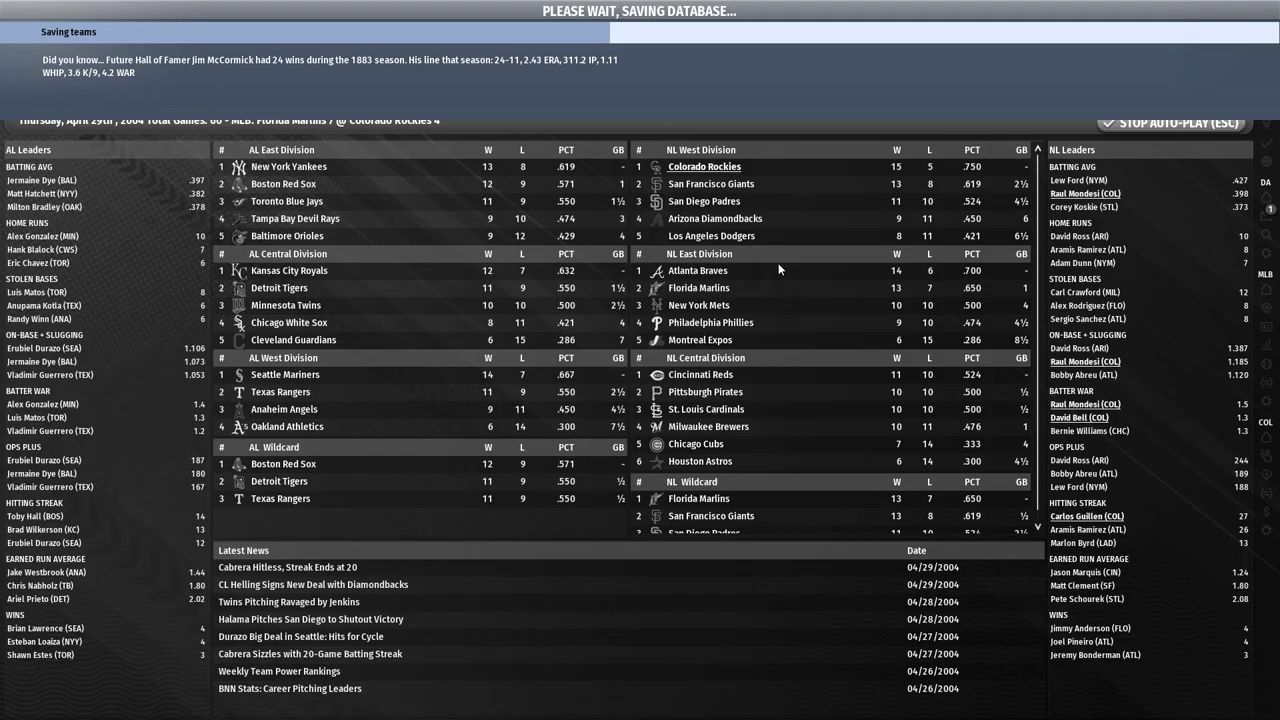 PLEASE WAIT, SAVING DATABASE...
Saving teams
Did you know... Future Hall of Famer Jim McCormick had 24 wins during the 1883 season. His line that season: 24-11, 2.43 ERA, 311.2 IP, 1.11
WHIP, 3.6 K/9, 4.2 WAR
Thursday, April 29th, 2004 Total Games: 60 - MLB: Florida Marlins 7 @ Colorado Rockies 4
STOP AUTO-PLAY (ESC)
AL Leaders
BATTING AVG
Jermaine Dye (BAL) .397
Matt Hatchett (NYY) .382
Milton Bradley (OAK) .378
HOME RUNS
Alex Gonzalez (MIN) 10
Hank Blalock (CWS) 7
Eric Chavez (TOR) 6
STOLEN BASES
Luis Matos (TOR) 8
Anupama Kotla (TEX) 6
Randy Winn (ANA) 6
ON-BASE + SLUGGING
Erubiel Durazo (SEA) 1.106
Jermaine Dye (BAL) 1.073
Vladimir Guerrero (TEX) 1.053
BATTER WAR
Alex Gonzalez (MIN) 1.4
Luis Matos (TOR) 1.3
Vladimir Guerrero (TEX) 1.2
OPS PLUS
Erubiel Durazo (SEA) 187
Jermaine Dye (BAL) 180
Vladimir Guerrero (TEX) 167
HITTING STREAK
Toby Hall (BOS) 14
Brad Wilkerson (KC) 13
Erubiel Durazo (SEA) 12
EARNED RUN AVERAGE
Jake Westbrook (ANA) 1.44
Chris Nabholz (TB) 1.80
Ariel Prieto (DET) 2.02
WINS
Brian Lawrence (SEA) 4
Esteban Loaiza (NYY) 4
Shawn Estes (TOR) 3
# AL East Division W L PCT GB
1 New York Yankees 13 8 .619 -
2 Boston Red Sox 12 9 .571 1
3 Toronto Blue Jays 11 9 .550 1½
4 Tampa Bay Devil Rays 9 10 .474 3
5 Baltimore Orioles 9 12 .429 4
# AL Central Division W L PCT GB
1 Kansas City Royals 12 7 .632 -
2 Detroit Tigers 11 9 .550 1½
3 Minnesota Twins 10 10 .500 2½
4 Chicago White Sox 8 11 .421 4
5 Cleveland Guardians 6 15 .286 7
# AL West Division W L PCT GB
1 Seattle Mariners 14 7 .667 -
2 Texas Rangers 11 9 .550 2½
3 Anaheim Angels 9 11 .450 4½
4 Oakland Athletics 6 14 .300 7½
# AL Wildcard W L PCT GB
1 Boston Red Sox 12 9 .571 -
2 Detroit Tigers 11 9 .550 ½
3 Texas Rangers 11 9 .550 ½
# NL West Division W L PCT GB
1 Colorado Rockies 15 5 .750 -
2 San Francisco Giants 13 8 .619 2½
3 San Diego Padres 11 10 .524 4½
4 Arizona Diamondbacks 9 11 .450 6
5 Los Angeles Dodgers 8 11 .421 6½
# NL East Division W L PCT GB
1 Atlanta Braves 14 6 .700 -
2 Florida Marlins 13 7 .650 1
3 New York Mets 10 10 .500 4
4 Philadelphia Phillies 9 10 .474 4½
5 Montreal Expos 6 15 .286 8½
# NL Central Division W L PCT GB
1 Cincinnati Reds 11 10 .524 -
2 Pittsburgh Pirates 10 10 .500 ½
3 St. Louis Cardinals 10 10 .500 ½
4 Milwaukee Brewers 10 11 .476 1
5 Chicago Cubs 7 14 .333 4
6 Houston Astros 6 14 .300 4½
# NL Wildcard W L PCT GB
1 Florida Marlins 13 7 .650 -
2 San Francisco Giants 13 8 .619 ½
San Diego Padres 11 10 .524 2½
Latest News Date
Cabrera Hitless, Streak Ends at 20 04/29/2004
CL Helling Signs New Deal with Diamondbacks 04/29/2004
Twins Pitching Ravaged by Jenkins 04/28/2004
Halama Pitches San Diego to Shutout Victory 04/28/2004
Durazo Big Deal in Seattle: Hits for Cycle 04/27/2004
Cabrera Sizzles with 20-Game Batting Streak 04/27/2004
Weekly Team Power Rankings 04/26/2004
BNN Stats: Career Pitching Leaders 04/26/2004
NL Leaders
BATTING AVG
Lew Ford (NYM) .427
Raul Mondesi (COL) .398
Corey Koskie (STL) .373
HOME RUNS
David Ross (ARI) 10
Aramis Ramirez (ATL) 8
Adam Dunn (NYM) 7
STOLEN BASES
Carl Crawford (MIL) 12
Alex Rodriguez (FLO) 8
Sergio Sanchez (ATL) 8
ON-BASE + SLUGGING
David Ross (ARI) 1.387
Raul Mondesi (COL) 1.185
Bobby Abreu (ATL) 1.120
BATTER WAR
Raul Mondesi (COL) 1.5
David Bell (COL) 1.3
Bernie Williams (CHC) 1.3
OPS PLUS
David Ross (ARI) 244
Bobby Abreu (ATL) 189
Lew Ford (NYM) 188
HITTING STREAK
Carlos Guillen (COL) 27
Aramis Ramirez (ATL) 26
Marlon Byrd (LAD) 13
EARNED RUN AVERAGE
Jason Marquis (CIN) 1.24
Matt Clement (SF) 1.80
Pete Schourek (STL) 2.08
WINS
Jimmy Anderson (FLO) 4
Joel Pineiro (ATL) 4
Jeremy Bonderman (ATL) 3
DA
1
MLB
COL